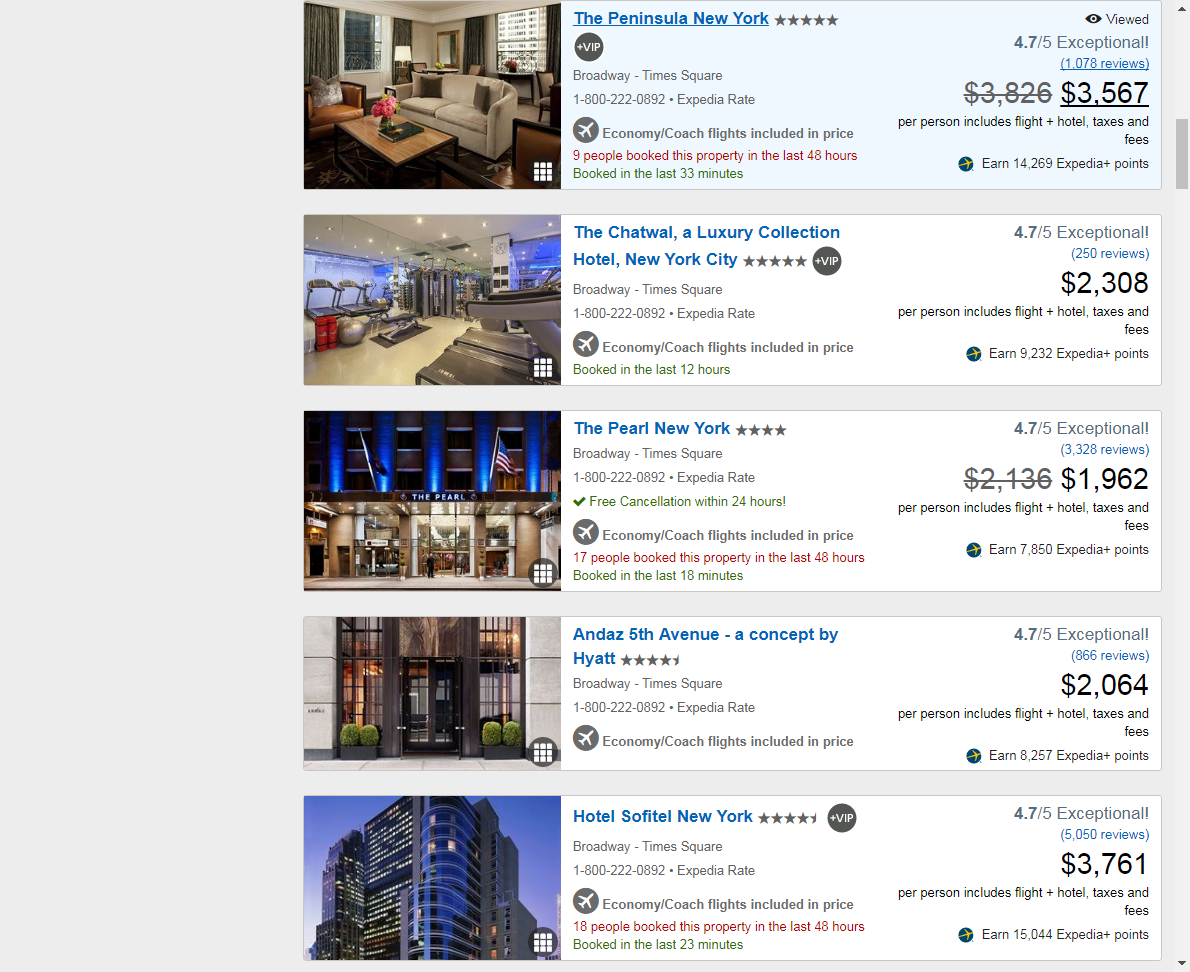 The Peninsula New York
Viewed
+VIP
4.7/5 Exceptional!
(1,078 reviews)
Broadway - Times Square
$3,826 $3,567
1-800-222-0892 • Expedia Rate
per person includes flight + hotel, taxes and
fees
Economy/Coach flights included in price
9 people booked this property in the last 48 hours
Earn 14,269 Expedia+ points
Booked in the last 33 minutes
The Chatwal, a Luxury Collection
Hotel, New York City +VIP
4.7/5 Exceptional!
(250 reviews)
Broadway - Times Square
$2,308
1-800-222-0892 • Expedia Rate
per person includes flight + hotel, taxes and
fees
Economy/Coach flights included in price
Earn 9,232 Expedia+ points
Booked in the last 12 hours
THE PEARL
The Pearl New York
4.7/5 Exceptional!
(3,328 reviews)
Broadway - Times Square
$2,136 $1,962
1-800-222-0892 • Expedia Rate
Free Cancellation within 24 hours!
per person includes flight + hotel, taxes and
fees
Economy/Coach flights included in price
Earn 7,850 Expedia+ points
17 people booked this property in the last 48 hours
Booked in the last 18 minutes
Andaz 5th Avenue - a concept by
Hyatt
4.7/5 Exceptional!
(866 reviews)
Broadway - Times Square
$2,064
1-800-222-0892 • Expedia Rate
per person includes flight + hotel, taxes and
fees
Economy/Coach flights included in price
Earn 8,257 Expedia+ points
Hotel Sofitel New York +VIP
4.7/5 Exceptional!
(5,050 reviews)
Broadway - Times Square
$3,761
1-800-222-0892 • Expedia Rate
per person includes flight + hotel, taxes and
fees
Economy/Coach flights included in price
18 people booked this property in the last 48 hours
Earn 15,044 Expedia+ points
Booked in the last 23 minutes